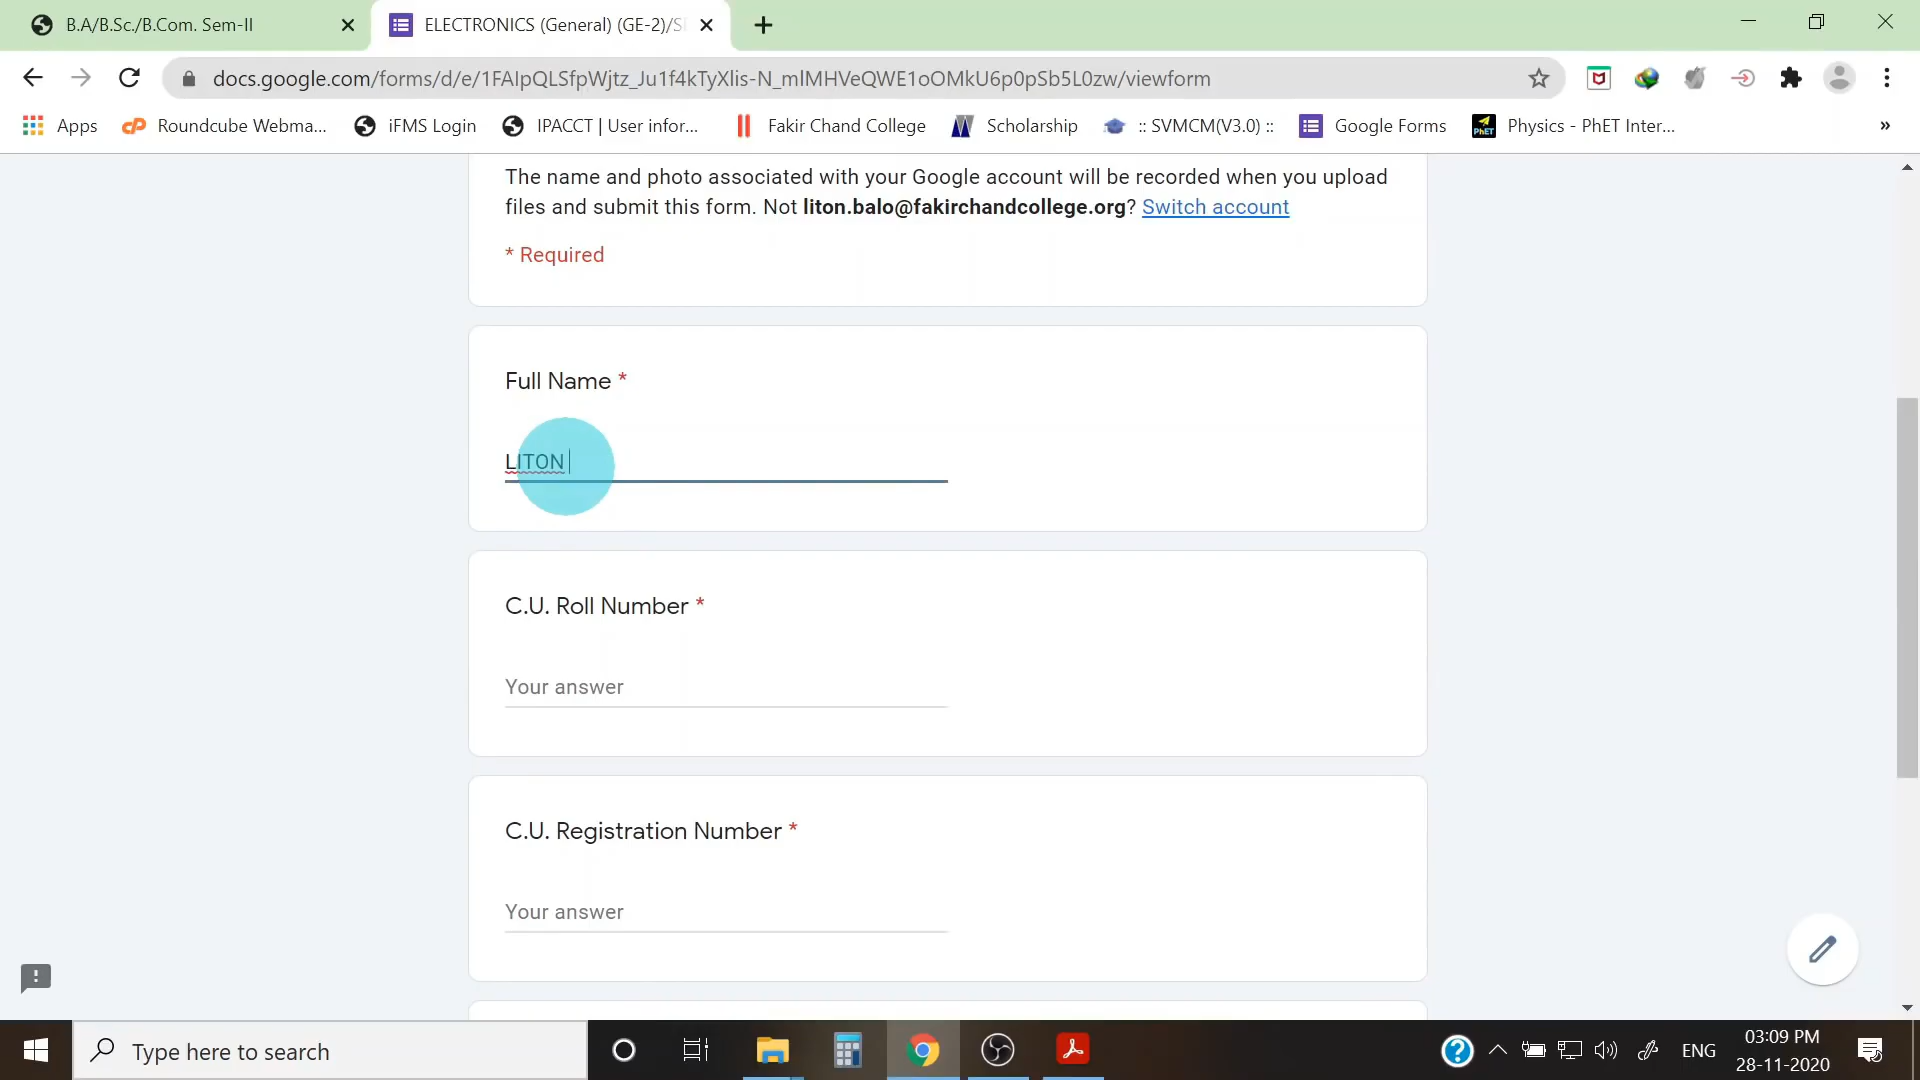 B.A/B.Sc./B.Com. Sem-II
ELECTRONICS (General) (GE-2)/S
docs.google.com/forms/d/e/1FAIpQLSfpWjtz_Ju1f4kTyXlis-N_mlMHVeQWE1oOMkU6p0pSb5L0zw/viewform
Apps
Roundcube Webma...
iFMS Login
IPACCT | User infor...
Fakir Chand College
Scholarship
:: SVMCM(V3.0) ::
Google Forms
PhET
Physics - PhET Inter...
»
The name and photo associated with your Google account will be recorded when you upload
files and submit this form. Not liton.balo@fakirchandcollege.org? Switch account
* Required
Full Name *
LITON
C.U. Roll Number *
Your answer
C.U. Registration Number *
Your answer
Type here to search
ENG
03:09 PM
28-11-2020